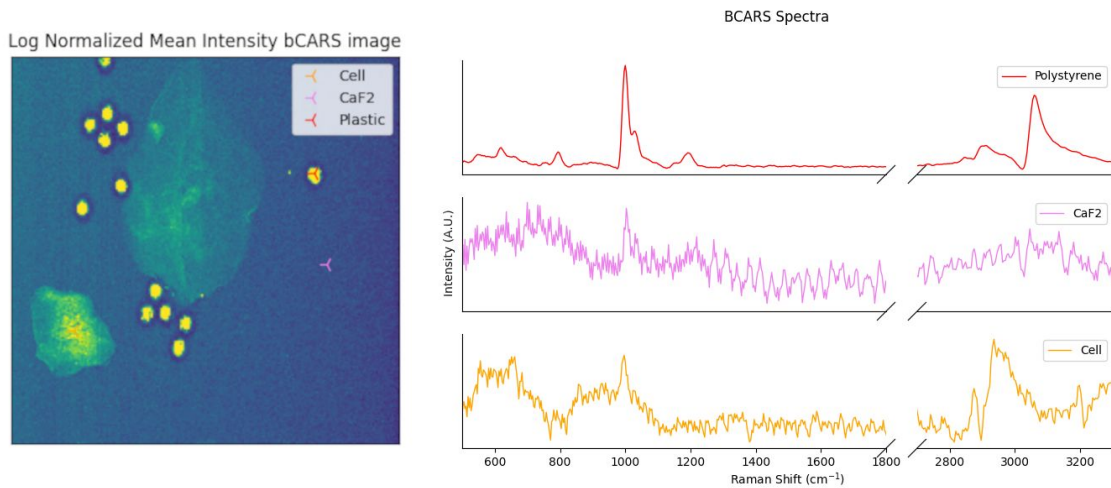 BCARS Spectra
Log Normalized Mean Intensity bCARS image
Cell
CaF2
Plastic
Polystyrene
CaF2
Cell
Intensity (A.U.)
600 800 1000 1200 1400 1600 1800 2800 3000 3200
Raman Shift (cm⁻¹)